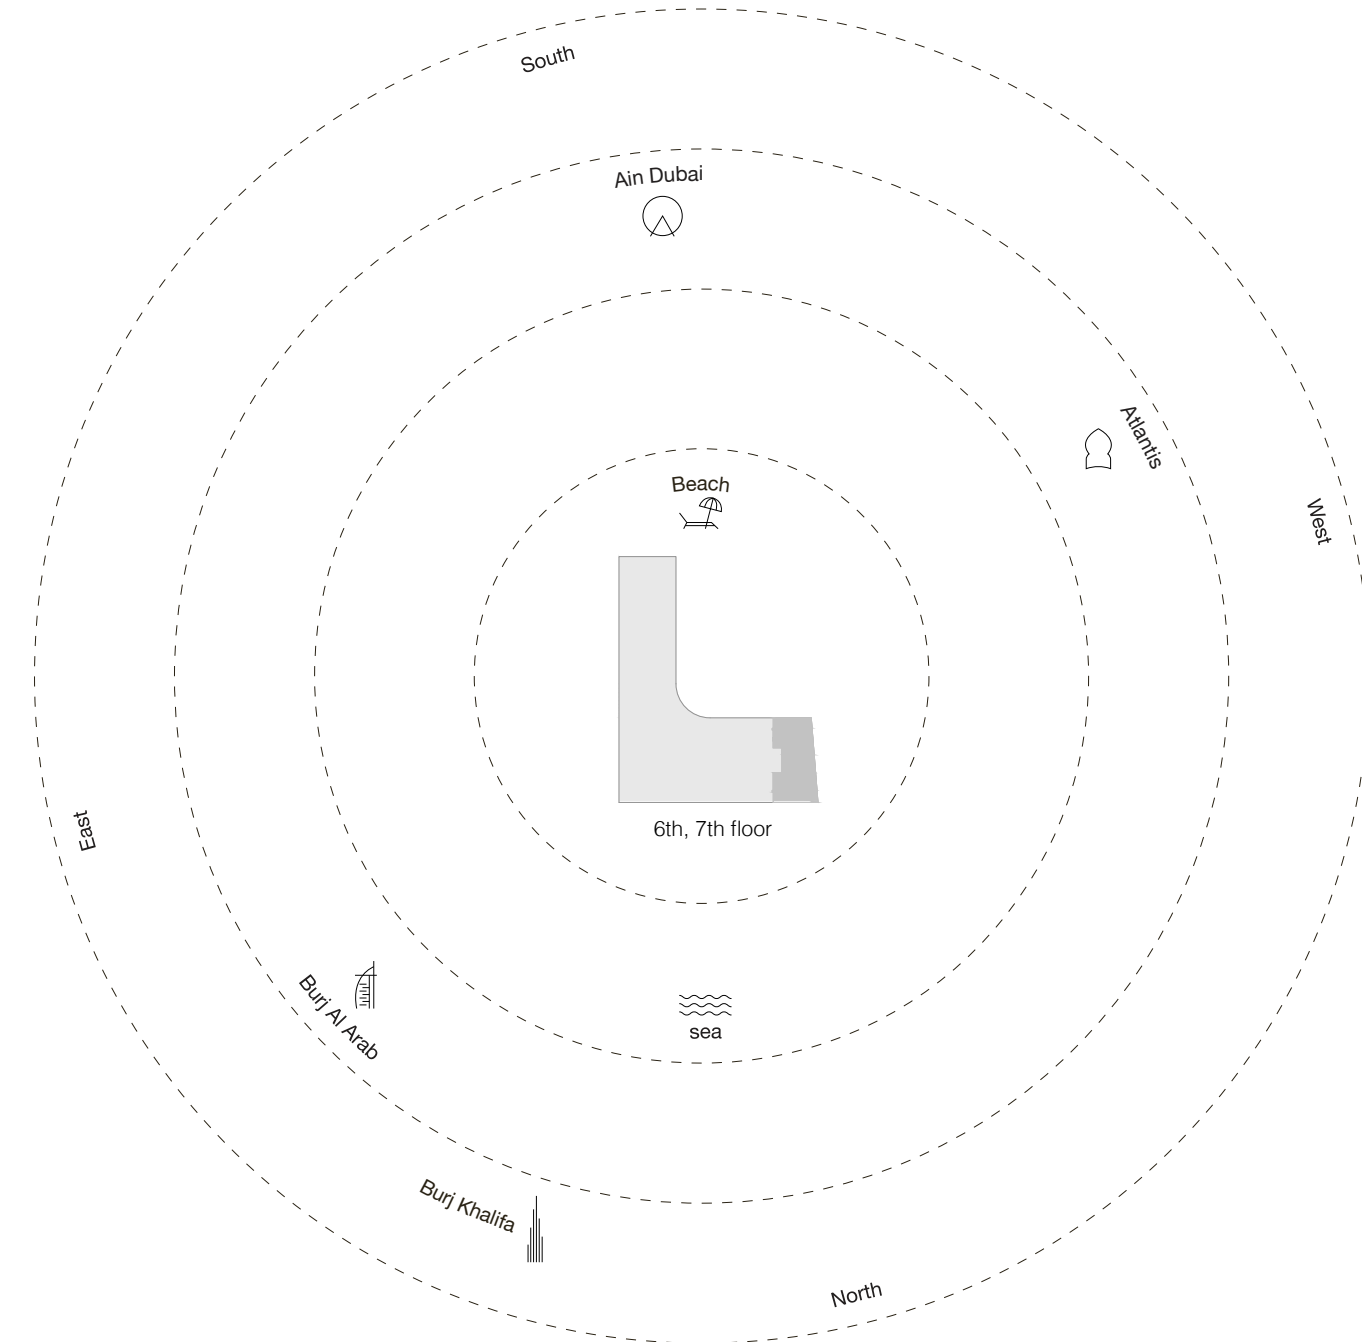 South
Ain Dubai
Atlantis
Beach
West
6th, 7th floor
East
Burj Al Arab
sea
Burj Khalifa
North